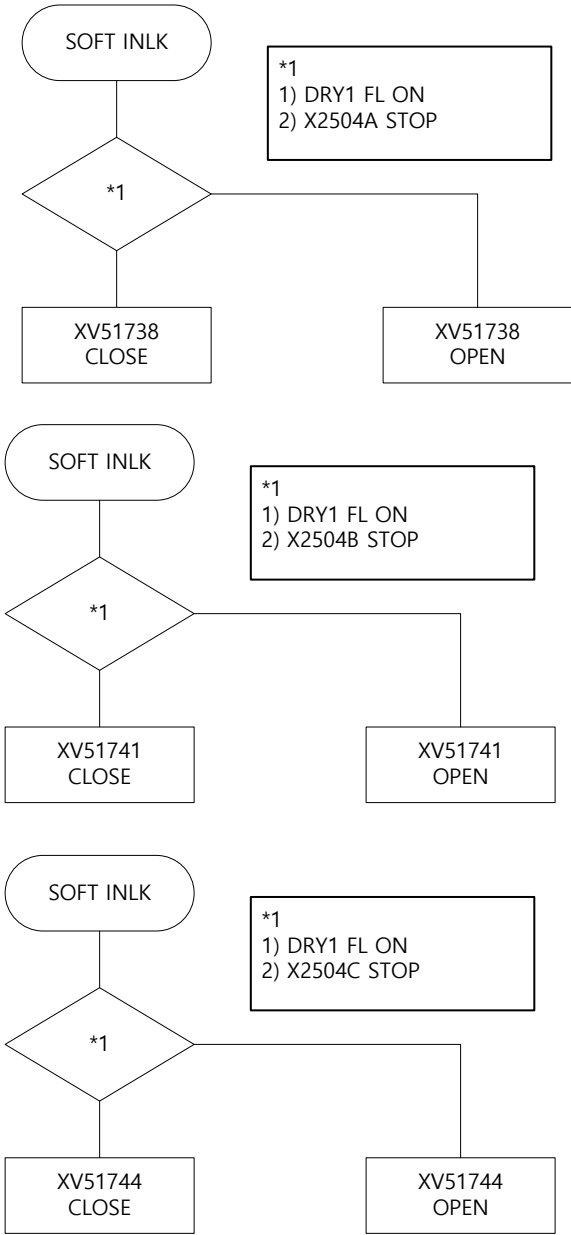 SOFT INLK
*1
1) DRY1 FL ON
2) X2504A STOP
*1
XV51738
CLOSE
XV51738
OPEN
SOFT INLK
*1
1) DRY1 FL ON
2) X2504B STOP
*1
XV51741
CLOSE
XV51741
OPEN
SOFT INLK
*1
1) DRY1 FL ON
2) X2504C STOP
*1
XV51744
CLOSE
XV51744
OPEN